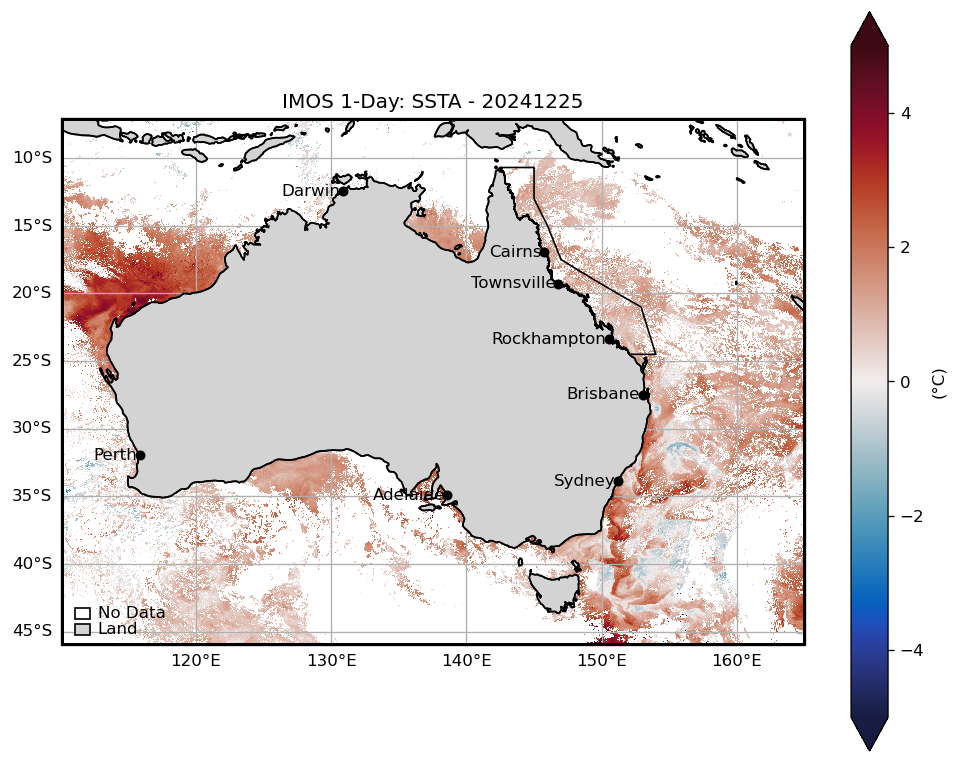 IMOS 1-Day: SSTA - 20241225
10°S
15°S
20°S
25°S
30°S
35°S
40°S
45°S
Darwin
Cairns
Townsville
Rockhampton
Brisbane
Perth
Sydney
Adelaide
No Data
Land
120°E 130°E 140°E 150°E 160°E
4
2
0
−2
−4
(°C)